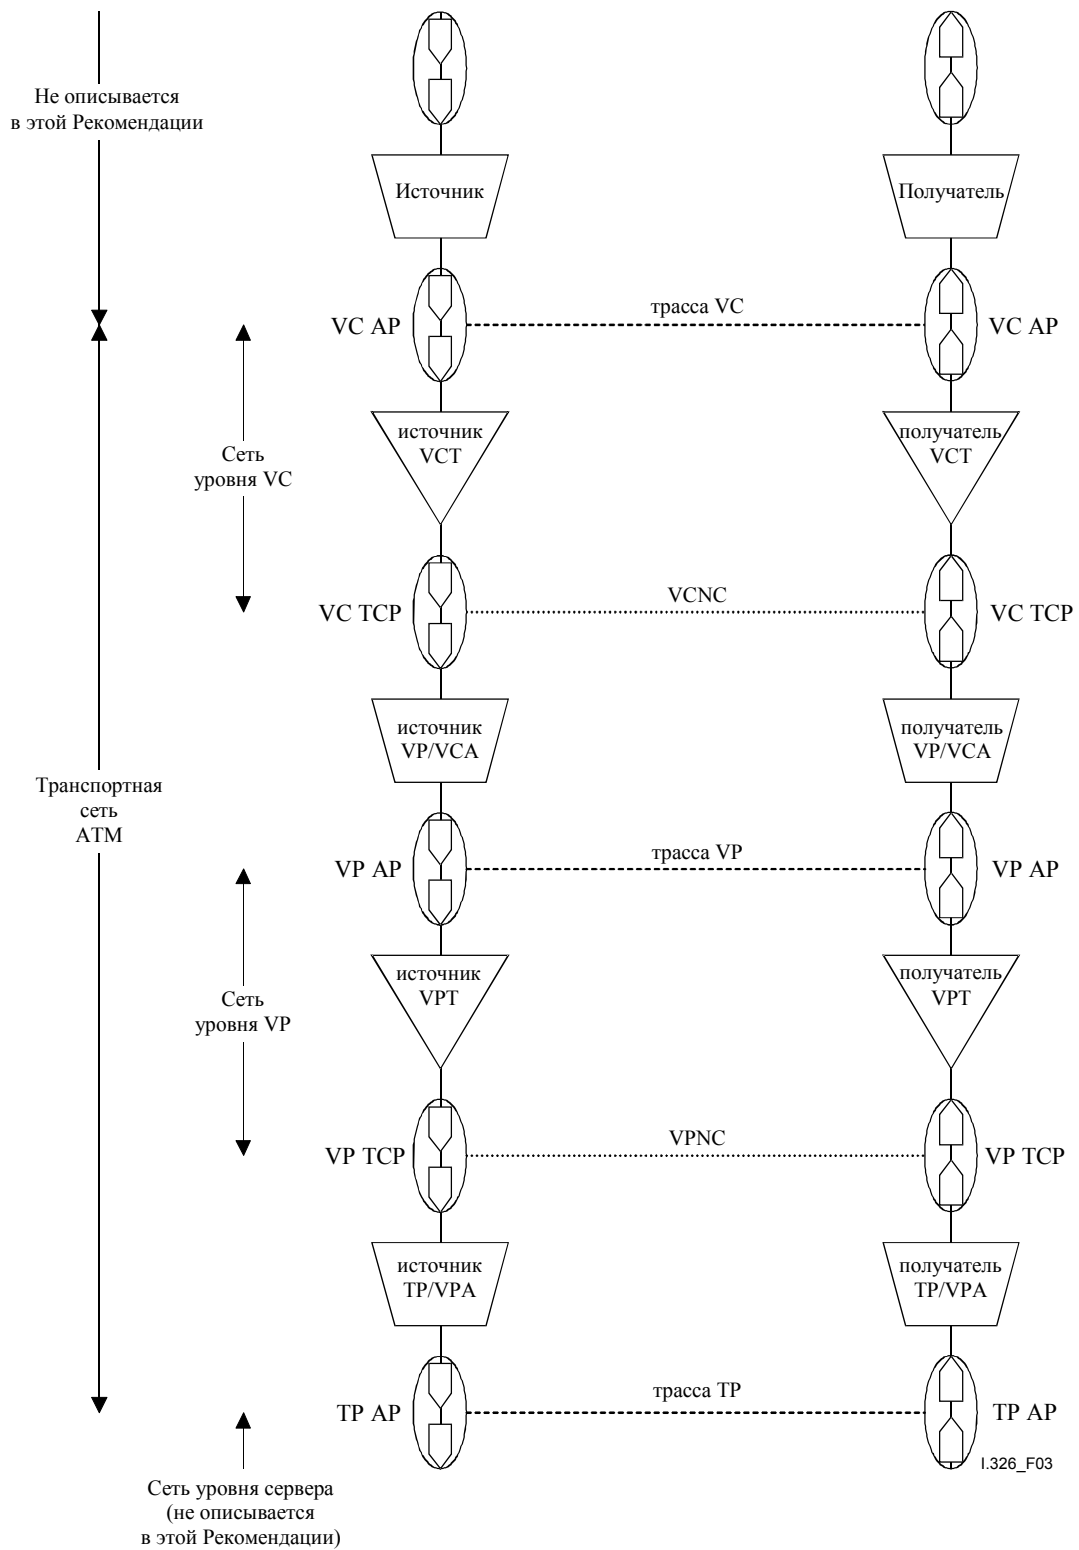 Не описывается
в этой Рекомендации
Источник
Получатель
трасса VC
VC AP
VC AP
источник
VCT
получатель
VCT
Сеть
уровня VC
VCNC
VC TCP
VC TCP
источник
VP/VCA
получатель
VP/VCA
Транспортная
сеть
ATM
трасса VP
VP AP
VP AP
источник
VPT
получатель
VPT
Сеть
уровня VP
VPNC
VP TCP
VP TCP
источник
TP/VPA
получатель
TP/VPA
трасса TP
TP AP
TP AP
I.326_F03
Сеть уровня сервера
(не описывается
в этой Рекомендации)